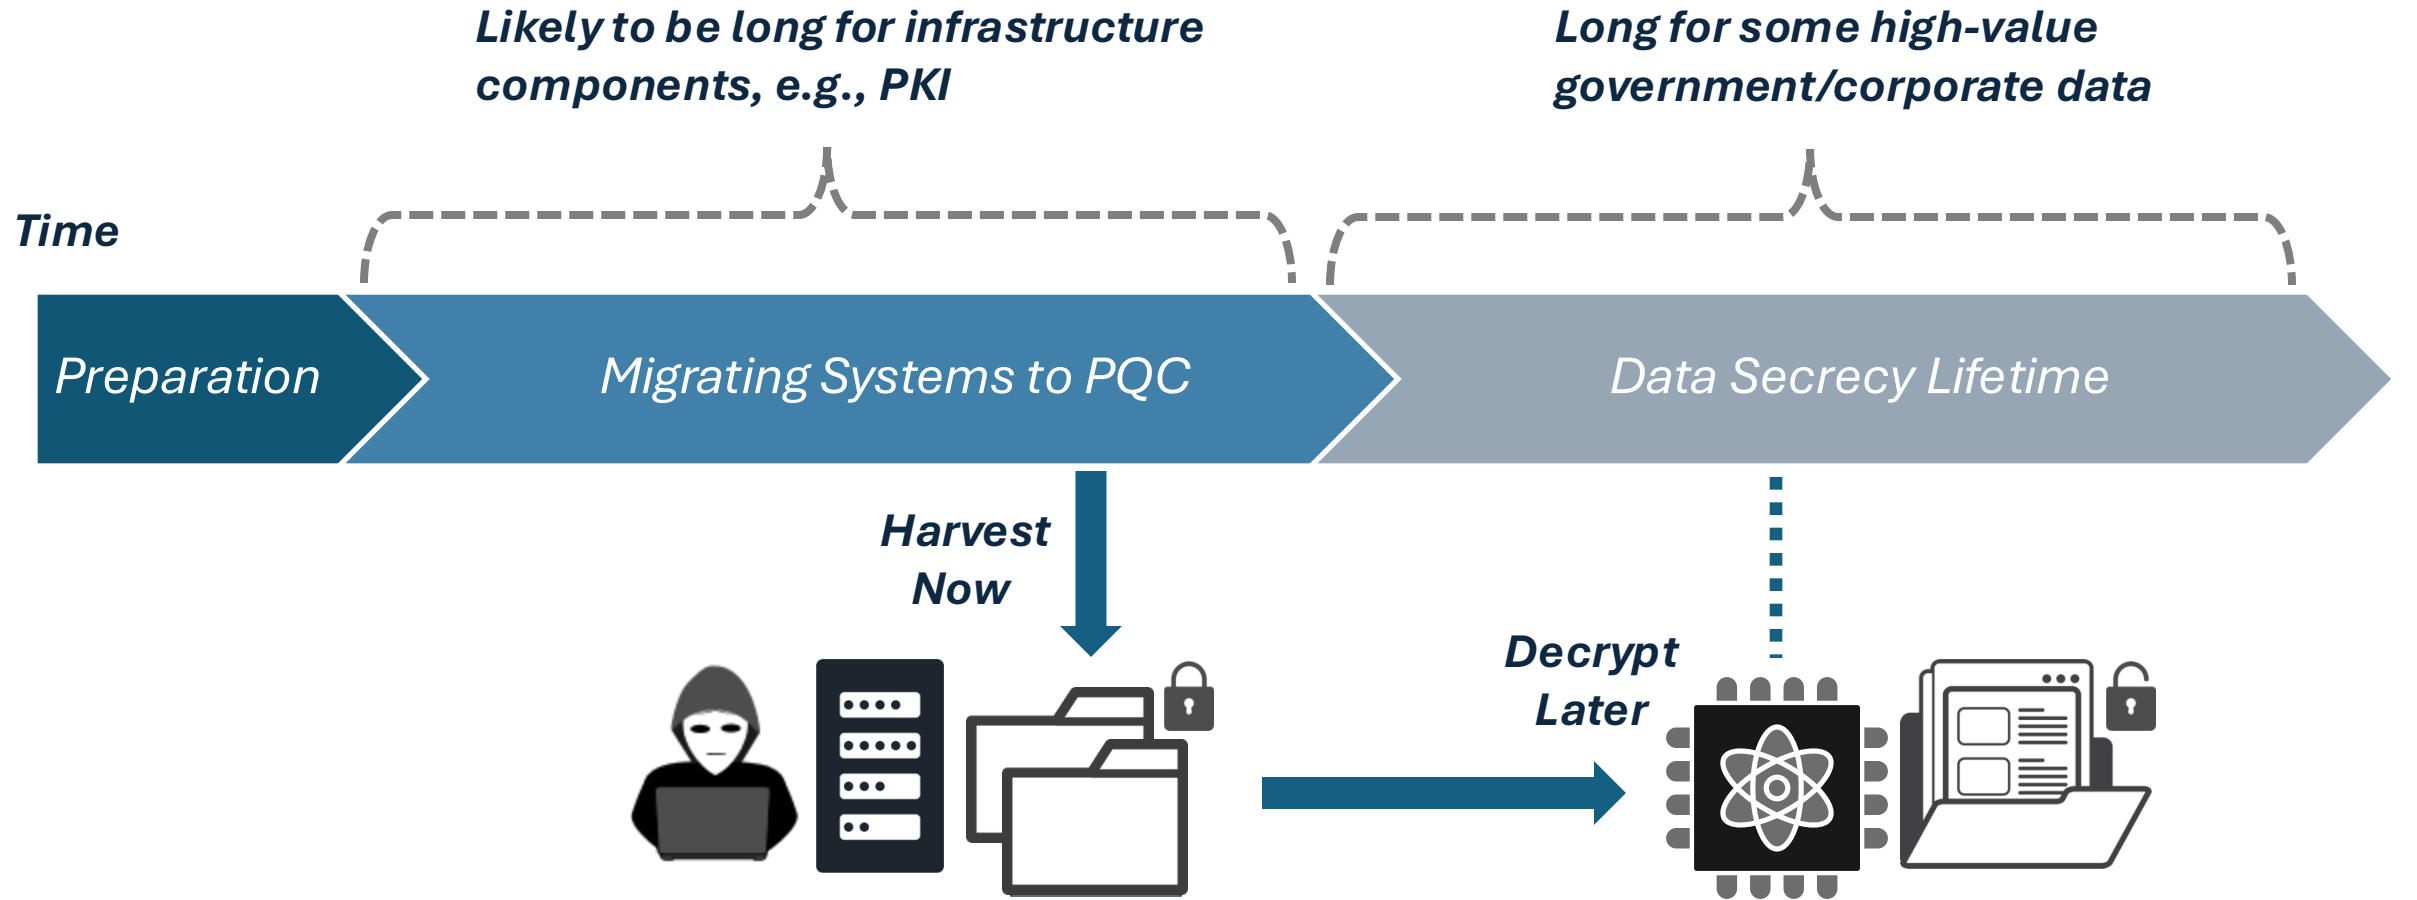 Likely to be long for infrastructure
components, e.g., PKI
Long for some high-value
government/corporate data
Time
Preparation
Migrating Systems to PQC
Data Secrecy Lifetime
Harvest
Now
Decrypt
Later